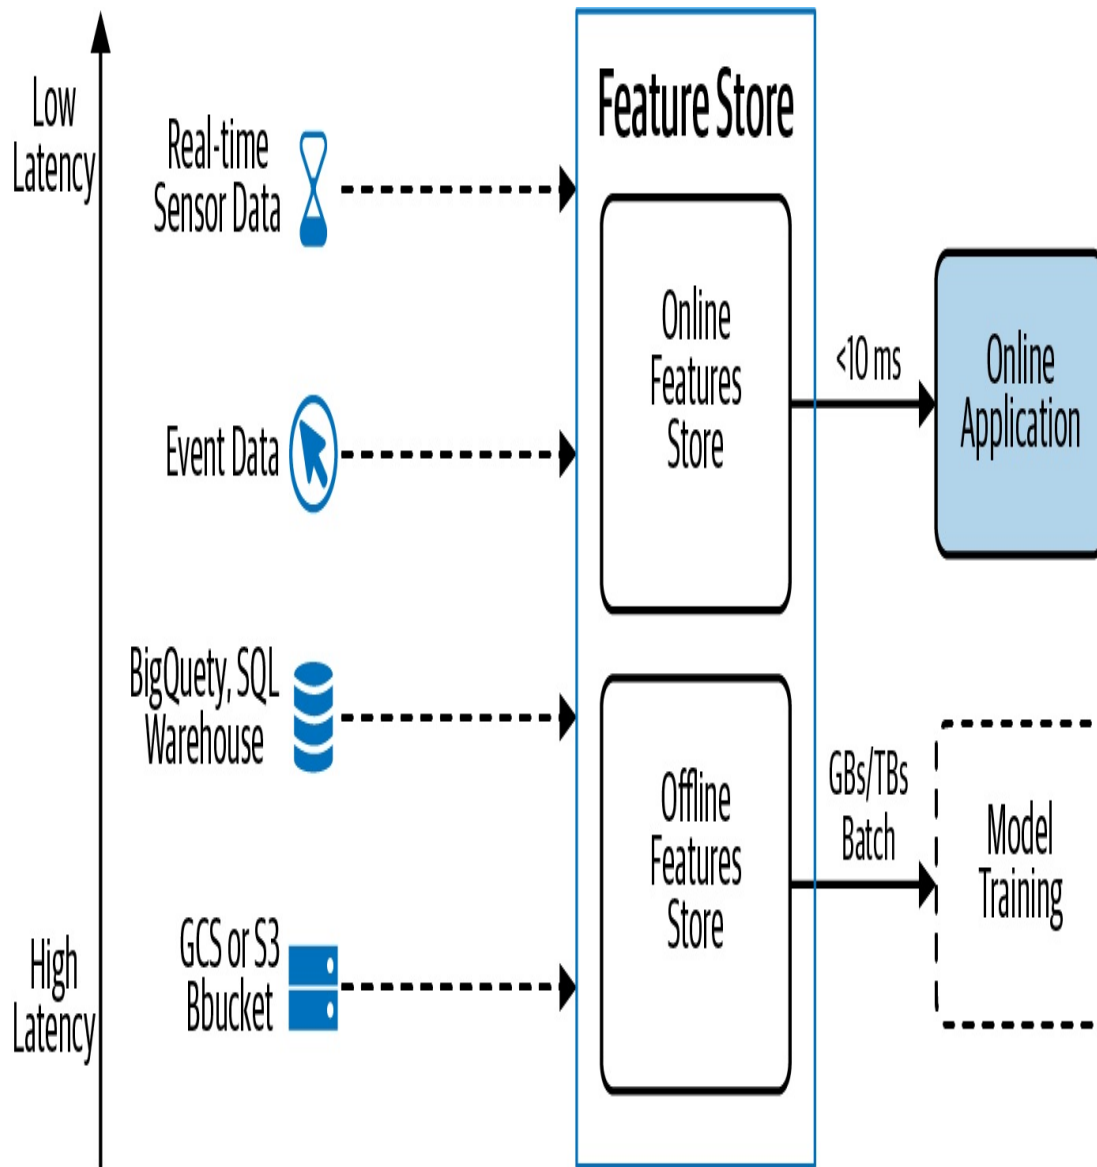 Low
Latency
Real-time
Sensor Data
Event Data
BigQuety, SQL
Warehouse
GCS or S3
Bbucket
High
Latency
Feature Store
Online
Features
Store
Offline
Features
Store
<10 ms
Online
Application
GBs/TBs
Batch
Model
Training